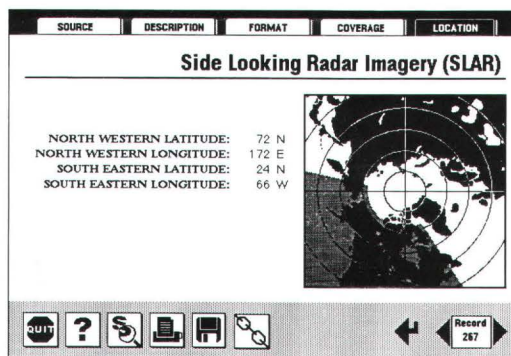 SOURCE DESCRIPTION FORMAT COVERAGE LOCATION
Side Looking Radar Imagery (SLAR)
NORTH WESTERN LATITUDE: 72 N
NORTH WESTERN LONGITUDE: 172 E
SOUTH EASTERN LATITUDE: 24 N
SOUTH EASTERN LONGITUDE: 66 W
QUIT ? S Record
267